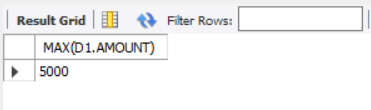 Result Grid Filter Rows:
MAX(D1.AMOUNT)
5000